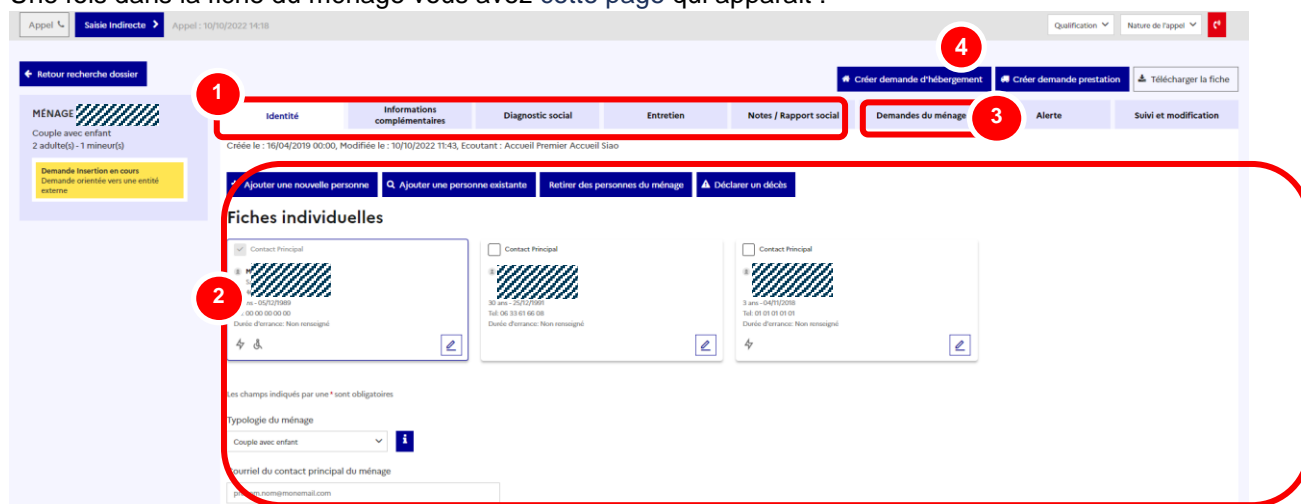 Une fois dans la fiche du ménage vous avez cette page qui apparaît :
Appel
Saisie Indirecte
Appel : 10/10/2022 14:18
Qualification
Nature de l'appel
4
Retour recherche dossier
Créer demande d'hébergement
Créer demande prestation
Télécharger la fiche
1
MÉNAGE
Couple avec enfant
2 adulte(s) - 1 mineur(s)
Demande Insertion en cours
Demande orientée vers une entité
externe
Identité
Informations
complémentaires
Diagnostic social
Entretien
Notes / Rapport social
Demandes du ménage
3
Alerte
Suivi et modification
Créée le : 16/04/2019 00:00, Modifiée le : 10/10/2022 11:43, Ecoutant : Accueil Premier Accueil Siao
Ajouter une nouvelle personne
Ajouter une personne existante
Retirer des personnes du ménage
Déclarer un décès
Fiches individuelles
2
Contact Principal
05/12/1989
00 00 00 00 00
Durée d'errance: Non renseigné
Contact Principal
30 ans - 25/12/1991
Tel: 06 33 61 66 08
Durée d'errance: Non renseigné
Contact Principal
3 ans - 04/11/2018
Tel: 01 01 01 01 01
Durée d'errance: Non renseigné
Les champs indiqués par une * sont obligatoires
Typologie du ménage
Couple avec enfant
i
Courriel du contact principal du ménage